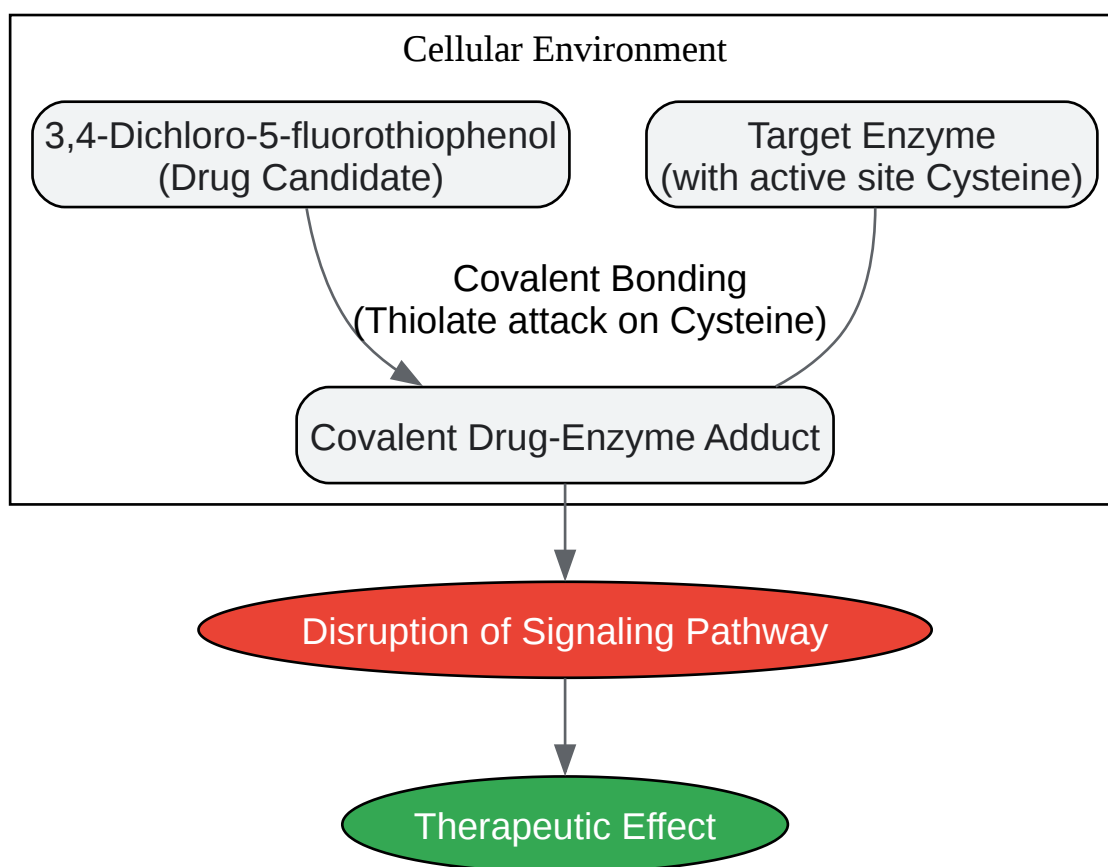 Cellular Environment
3,4-Dichloro-5-fluorothiophenol
(Drug Candidate)
Target Enzyme
(with active site Cysteine)
Covalent Bonding
(Thiolate attack on Cysteine)
Covalent Drug-Enzyme Adduct
Disruption of Signaling Pathway
Therapeutic Effect